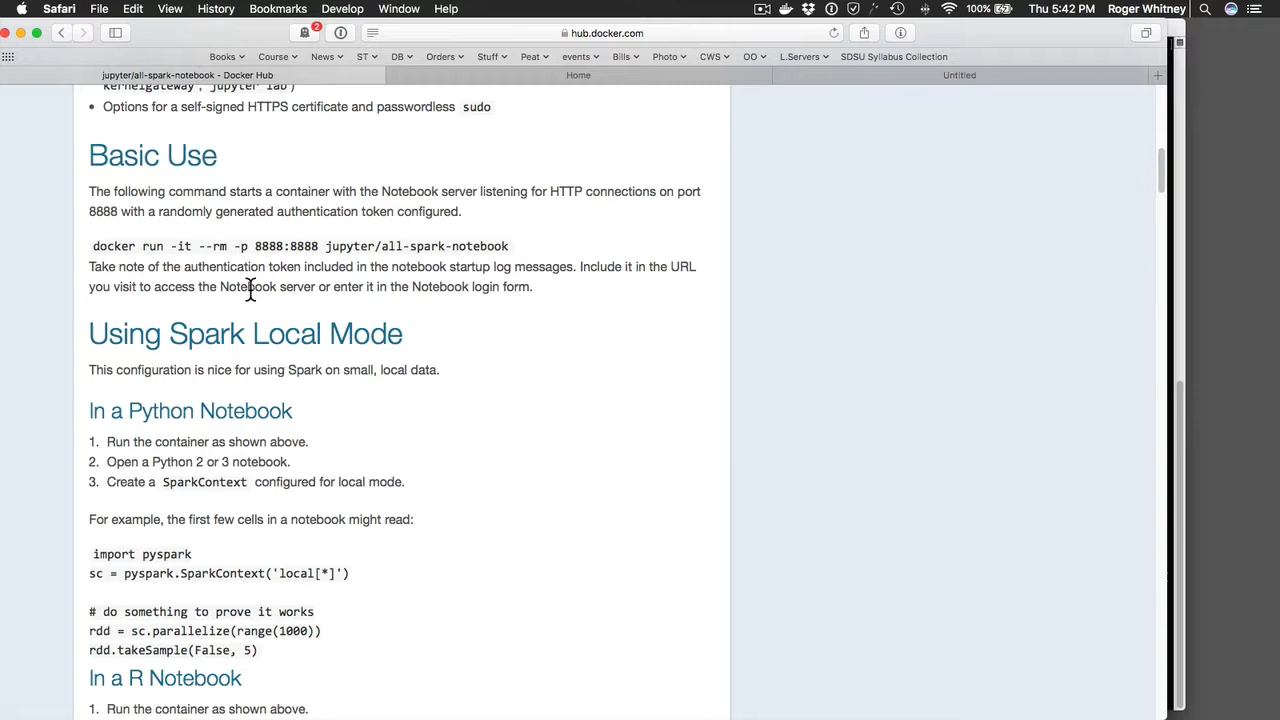 Safari File Edit View History Bookmarks Develop Window Help 100% Thu 5:42 PM Roger Whitney
2 hub.docker.com
Books Course News ST DB Orders Stuff Peat events Bills Photo CWS OO L.Servers SDSU Syllabus Collection
jupyter/all-spark-notebook - Docker Hub Home Untitled
kernelgateway, jupyter lab)
• Options for a self-signed HTTPS certificate and passwordless sudo
Basic Use
The following command starts a container with the Notebook server listening for HTTP connections on port
8888 with a randomly generated authentication token configured.
docker run -it --rm -p 8888:8888 jupyter/all-spark-notebook
Take note of the authentication token included in the notebook startup log messages. Include it in the URL
you visit to access the Notebook server or enter it in the Notebook login form.
Using Spark Local Mode
This configuration is nice for using Spark on small, local data.
In a Python Notebook
1. Run the container as shown above.
2. Open a Python 2 or 3 notebook.
3. Create a SparkContext configured for local mode.
For example, the first few cells in a notebook might read:
import pyspark
sc = pyspark.SparkContext('local[*]')
# do something to prove it works
rdd = sc.parallelize(range(1000))
rdd.takeSample(False, 5)
In a R Notebook
1. Run the container as shown above.